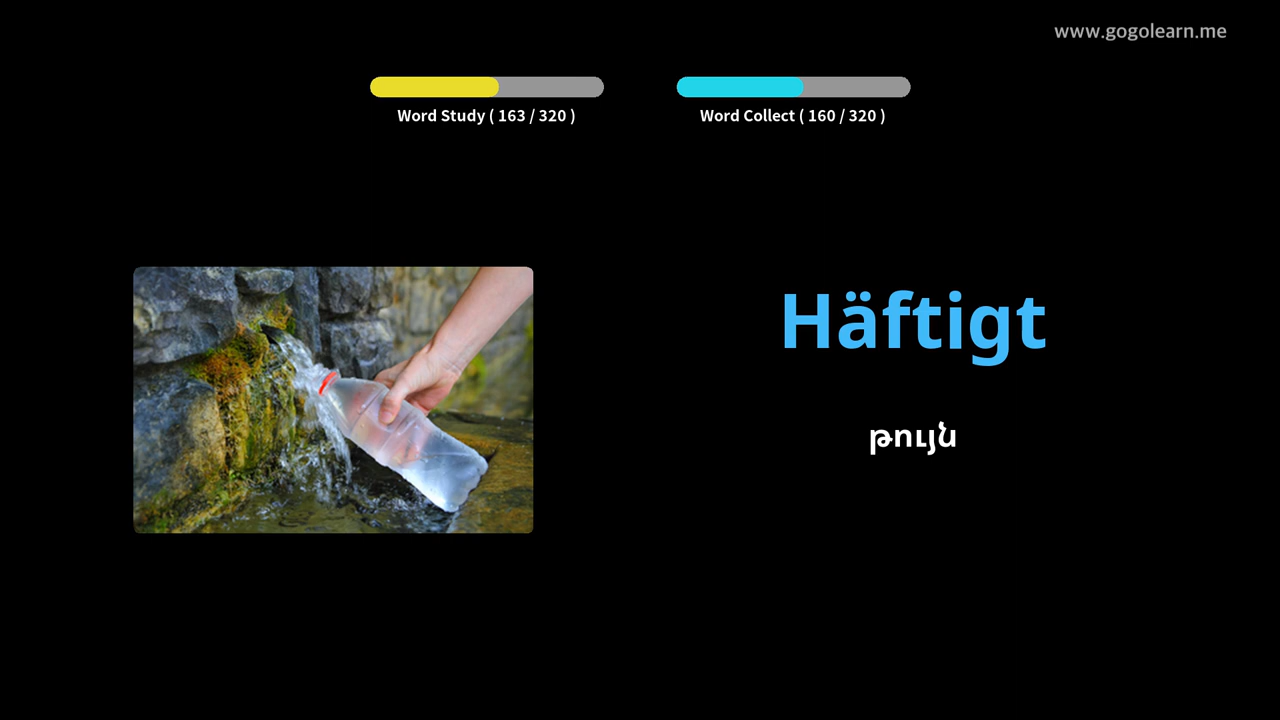 www.gogolearn.me
Word Study ( 163 / 320 )
Word Collect ( 160 / 320 )
Häftigt
թույն